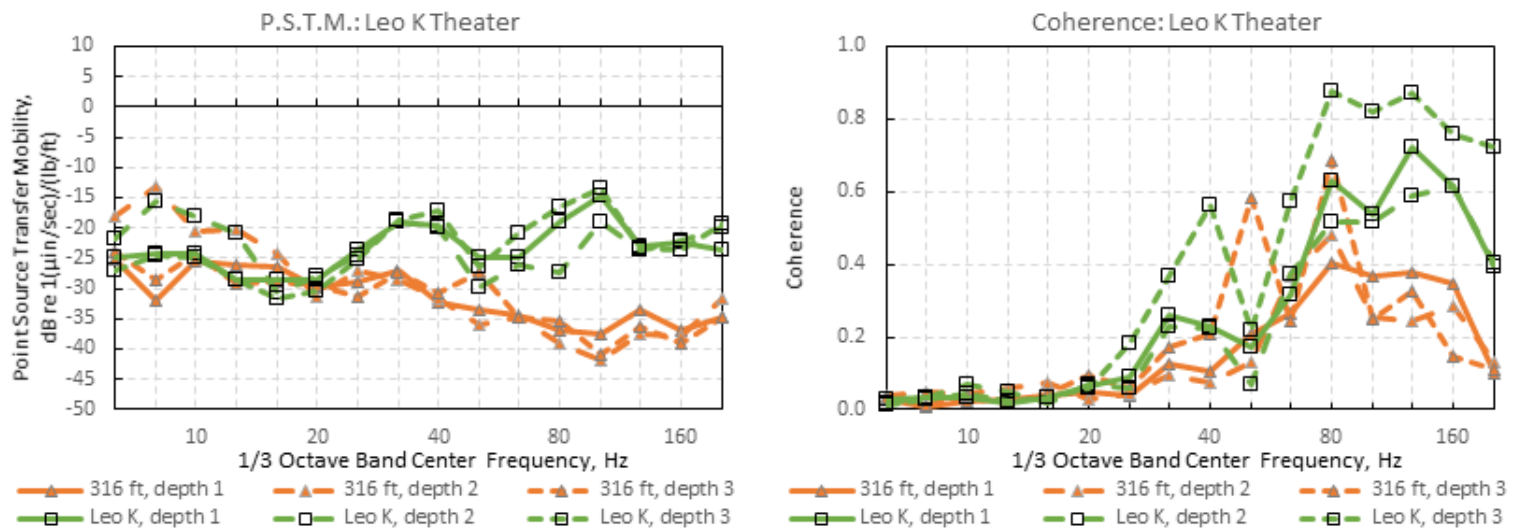 P.S.T.M.: Leo K Theater
Point Source Transfer Mobility,
dB re 1(µin/sec)/(lb/ft)
10
5
0
-5
-10
-15
-20
-25
-30
-35
-40
-45
-50
10 20 40 80 160
1/3 Octave Band Center Frequency, Hz
316 ft, depth 1 316 ft, depth 2 316 ft, depth 3
Leo K, depth 1 Leo K, depth 2 Leo K, depth 3
Coherence: Leo K Theater
Coherence
1.0
0.8
0.6
0.4
0.2
0.0
10 20 40 80 160
1/3 Octave Band Center Frequency, Hz
316 ft, depth 1 316 ft, depth 2 316 ft, depth 3
Leo K, depth 1 Leo K, depth 2 Leo K, depth 3